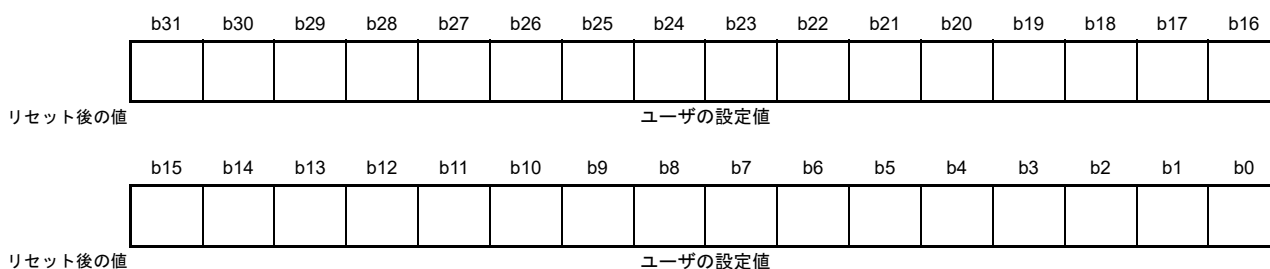 b31 b30 b29 b28 b27 b26 b25 b24 b23 b22 b21 b20 b19 b18 b17 b16
リセット後の値 ユーザの設定値
b15 b14 b13 b12 b11 b10 b9 b8 b7 b6 b5 b4 b3 b2 b1 b0
リセット後の値 ユーザの設定値